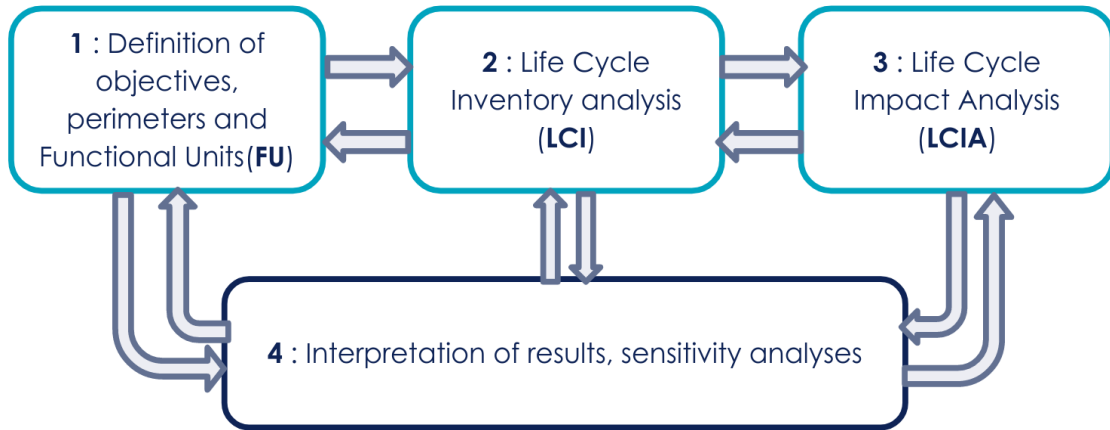 1 : Definition of
objectives,
perimeters and
Functional Units(FU)
2 : Life Cycle
Inventory analysis
(LCI)
3 : Life Cycle
Impact Analysis
(LCIA)
4 : Interpretation of results, sensitivity analyses